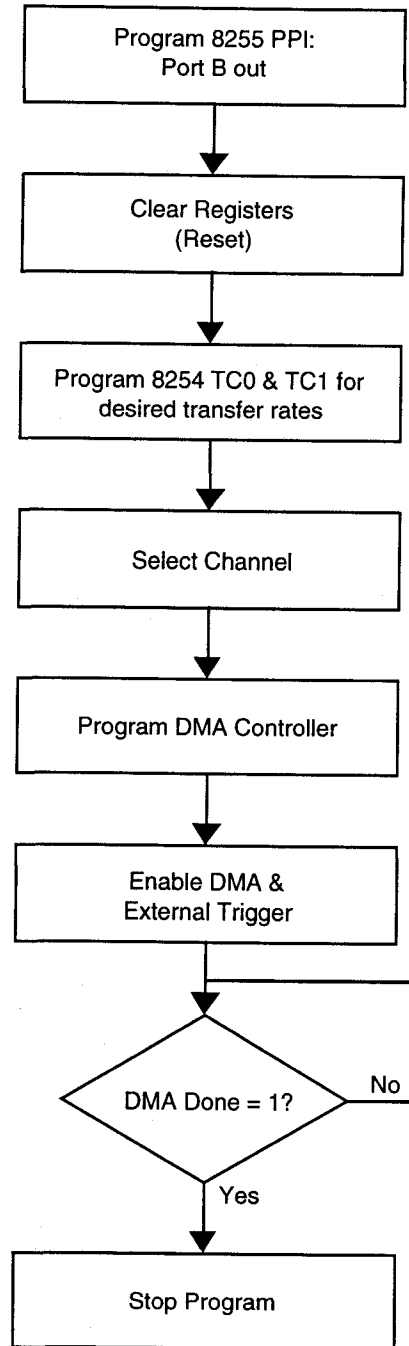 Program 8255 PPI:
Port B out
Clear Registers
(Reset)
Program 8254 TC0 & TC1 for
desired transfer rates
Select Channel
Program DMA Controller
Enable DMA &
External Trigger
DMA Done = 1?
No
Yes
Stop Program